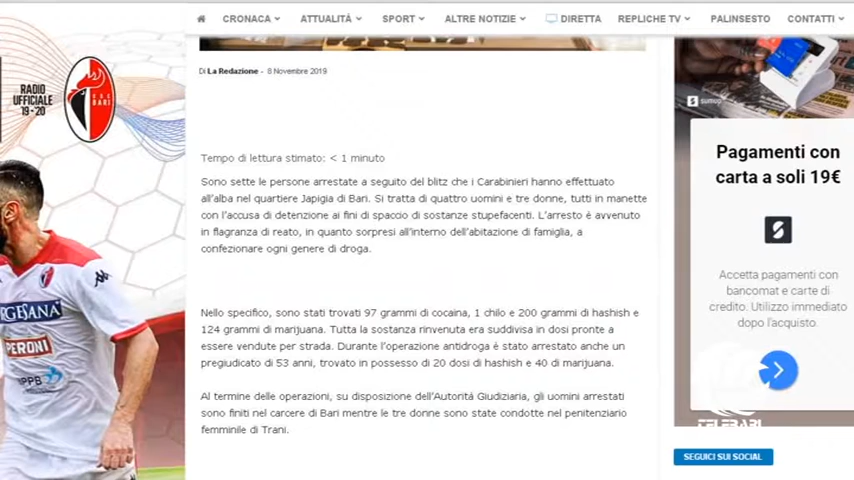 CRONACA
ATTUALITÀ
SPORT
ALTRE NOTIZIE
DIRETTA
REPLICHE TV
PALINSESTO
CONTATTI
RADIO
UFFICIALE
19-'20
BARI
Di La Redazione - 8 Novembre 2019
sumup
Tempo di lettura stimato: < 1 minuto
Sono sette le persone arrestate a seguito del blitz che i Carabinieri hanno effettuato
all'alba nel quartiere Japigia di Bari. Si tratta di quattro uomini e tre donne, tutti in manette
con l'accusa di detenzione ai fini di spaccio di sostanze stupefacenti. L'arresto è avvenuto
in flagranza di reato, in quanto sorpresi all'interno dell'abitazione di famiglia, a
confezionare ogni genere di droga.
Nello specifico, sono stati trovati 97 grammi di cocaina, 1 chilo e 200 grammi di hashish e
124 grammi di marijuana. Tutta la sostanza rinvenuta era suddivisa in dosi pronte a
essere vendute per strada. Durante l'operazione antidroga è stato arrestato anche un
pregiudicato di 53 anni, trovato in possesso di 20 dosi di hashish e 40 di marijuana.
Al termine delle operazioni, su disposizione dell'Autorità Giudiziaria, gli uomini arrestati
sono finiti nel carcere di Bari mentre le tre donne sono state condotte nel penitenziario
femminile di Trani.
Pagamenti con
carta a soli 19€
Accetta pagamenti con
bancomat e carte di
credito. Utilizzo immediato
dopo l'acquisto.
TELEBARI
SEGUICI SUI SOCIAL
PERONI